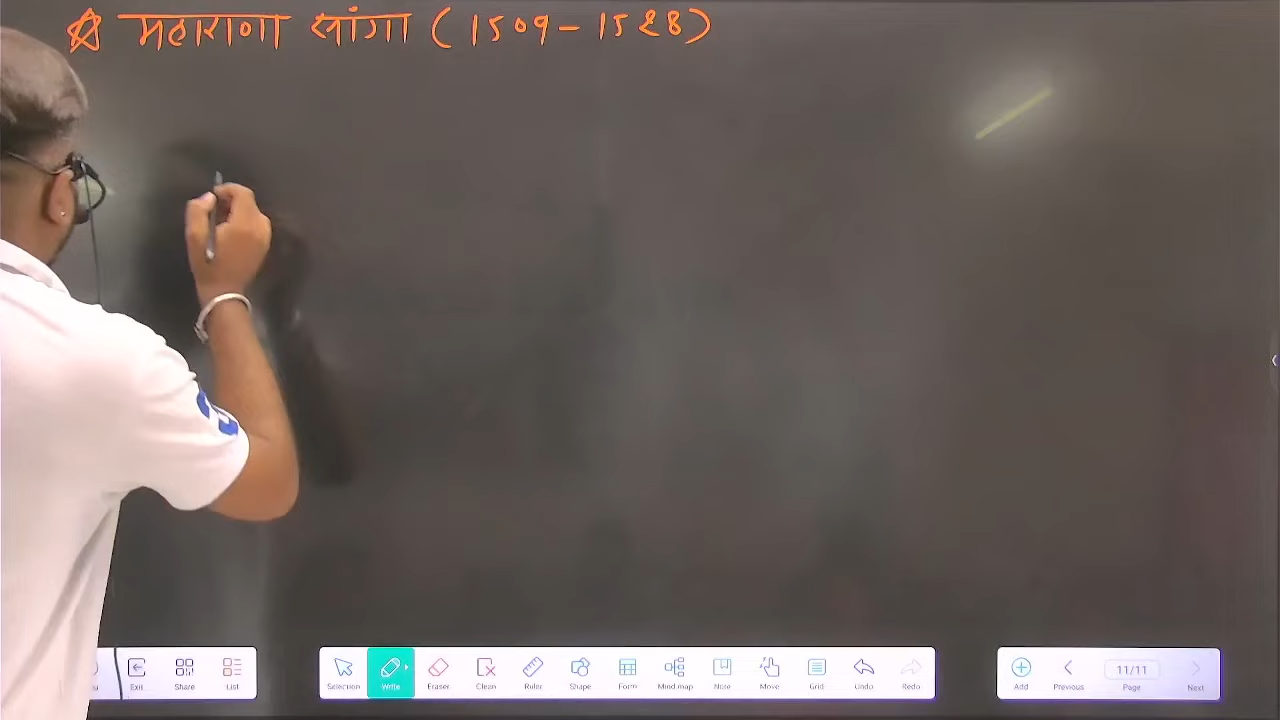 ☆ महाराणा सांगा (1509-1528)
Exit Share List
Selection Write Eraser Clean Ruler Shape Form Mind map Note Move Grid Undo Redo
Add Previous 11/11 Page Next